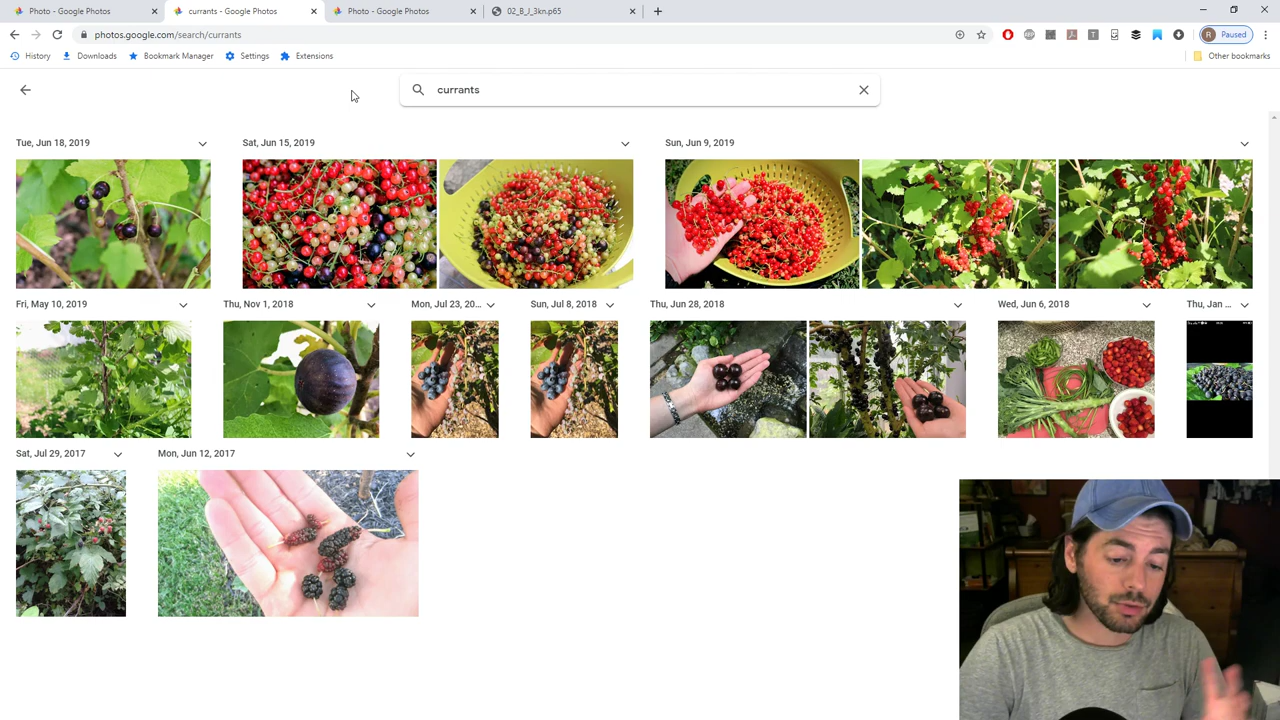 Photo - Google Photos
currants - Google Photos
Photo - Google Photos
02_B_J_3kn.p65
photos.google.com/search/currants
R Paused
History
Downloads
Bookmark Manager
Settings
Extensions
Other bookmarks
currants
Tue, Jun 18, 2019
Sat, Jun 15, 2019
Sun, Jun 9, 2019
Fri, May 10, 2019
Thu, Nov 1, 2018
Mon, Jul 23, 20...
Sun, Jul 8, 2018
Thu, Jun 28, 2018
Wed, Jun 6, 2018
Thu, Jan ...
Sat, Jul 29, 2017
Mon, Jun 12, 2017